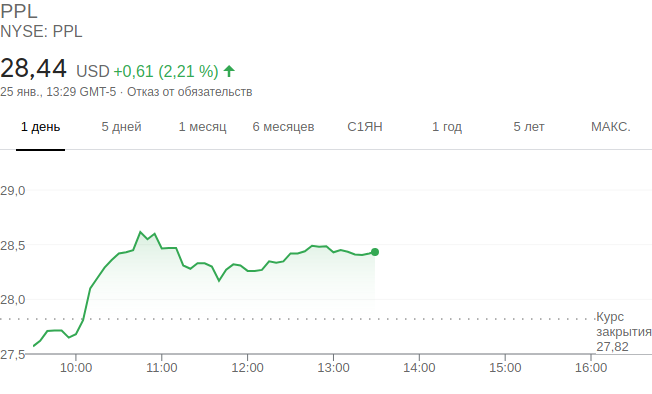 PPL
NYSE: PPL
28,44 USD +0,61 (2,21 %)
25 янв., 13:29 GMT-5 · Отказ от обязательств
1 день 5 дней 1 месяц 6 месяцев С1ЯН 1 год 5 лет МАКС.
29,0
28,5
28,0
Курс
закрытия
27,82
27,5
10:00 11:00 12:00 13:00 14:00 15:00 16:00